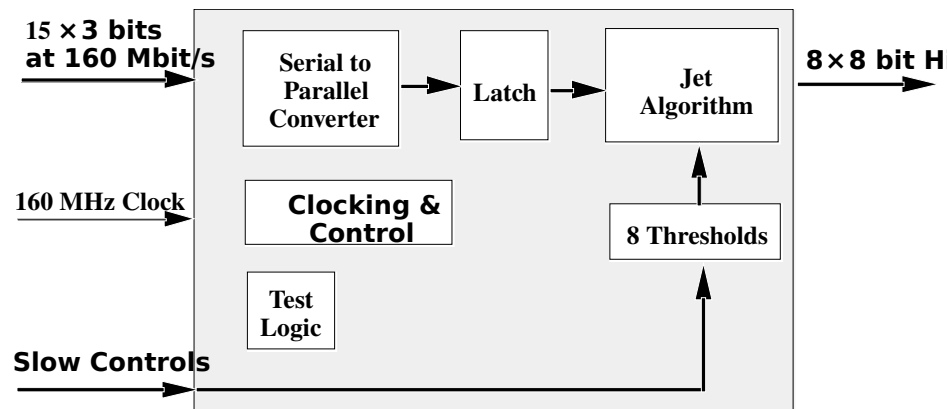 15 ×3 bits
at 160 Mbit/s
Serial to
Parallel
Converter
Latch
Jet
Algorithm
8×8 bit H
160 MHz Clock
Clocking &
Control
8 Thresholds
Test
Logic
Slow Controls